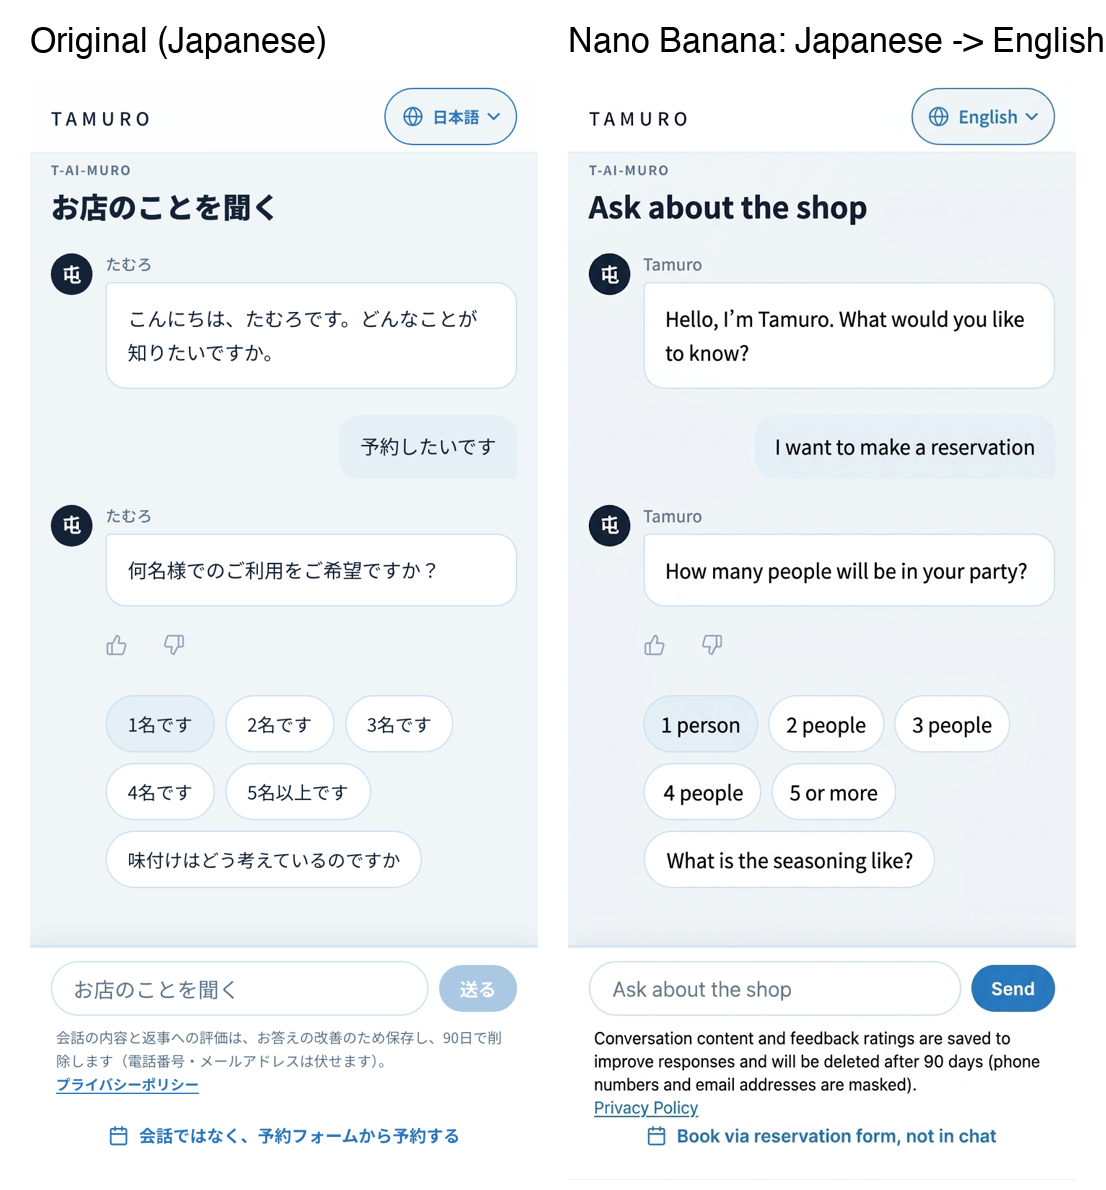 Original (Japanese)
TAMURO
日本語
T-AI-MURO
お店のことを聞く
屯
たむろ
こんにちは、たむろです。どんなことが
知りたいですか。
予約したいです
屯
たむろ
何名様でのご利用をご希望ですか？
1名です
2名です
3名です
4名です
5名以上です
味付けはどう考えているのですか
お店のことを聞く
送る
会話の内容と返事への評価は、お答えの改善のため保存し、90日で削
除します（電話番号・メールアドレスは伏せます）。
プライバシーポリシー
会話ではなく、予約フォームから予約する
Nano Banana: Japanese -> English
TAMURO
English
T-AI-MURO
Ask about the shop
屯
Tamuro
Hello, I’m Tamuro. What would you like
to know?
I want to make a reservation
屯
Tamuro
How many people will be in your party?
1 person
2 people
3 people
4 people
5 or more
What is the seasoning like?
Ask about the shop
Send
Conversation content and feedback ratings are saved to
improve responses and will be deleted after 90 days (phone
numbers and email addresses are masked).
Privacy Policy
Book via reservation form, not in chat